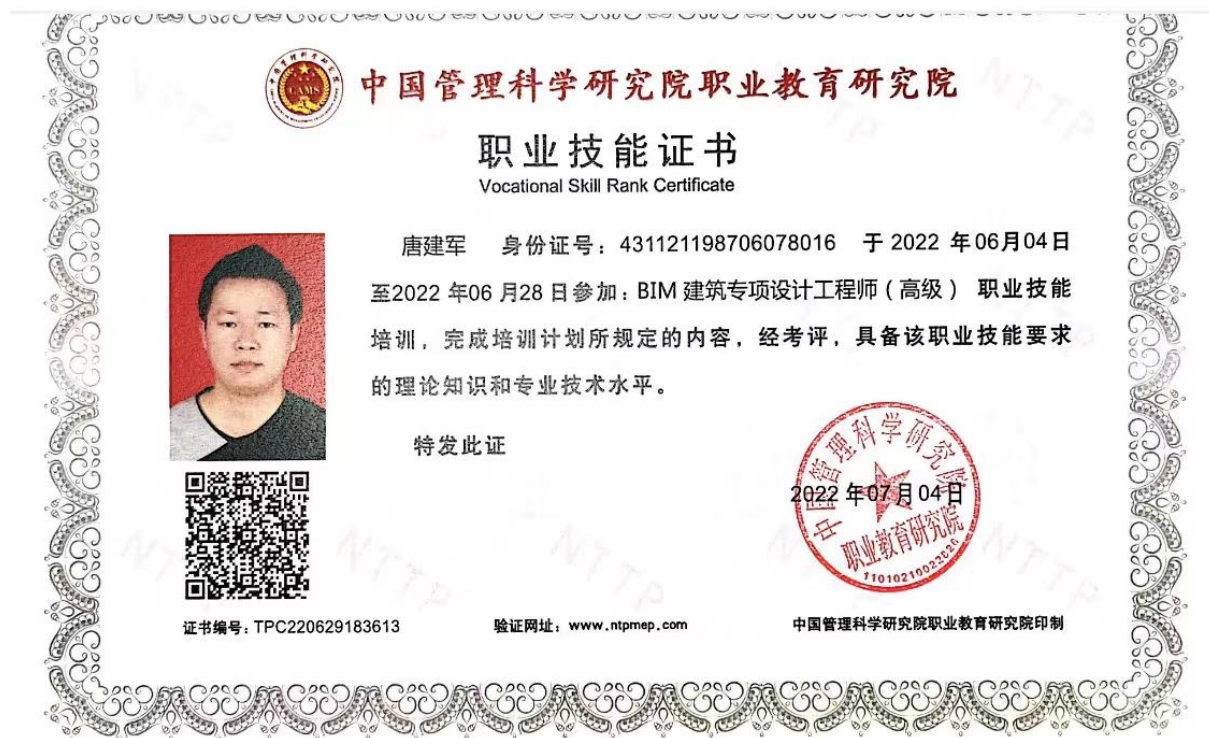 中国管理科学研究院职业教育研究院
职业技能证书
Vocational Skill Rank Certificate
唐建军 身份证号：431121198706078016 于 2022 年06月04日
至2022 年06 月28 日参加：BIM 建筑专项设计工程师（高级） 职业技能
培训，完成培训计划所规定的内容，经考评，具备该职业技能要求
的理论知识和专业技术水平。
特发此证
中国管理科学研究院
2022 年07月04日
职业教育研究院
证书编号：TPC220629183613
验证网址：www.ntpmep.com
中国管理科学研究院职业教育研究院印制
CAMS
NTTP